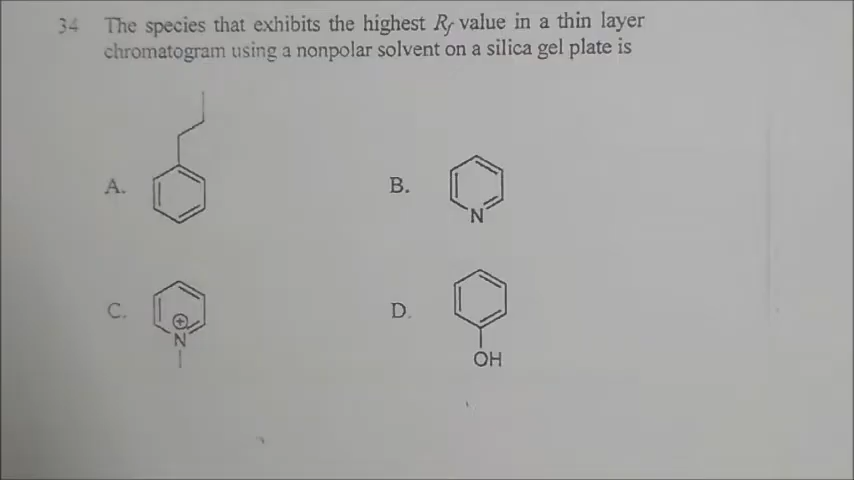 34 The species that exhibits the highest Rf value in a thin layer
chromatogram using a nonpolar solvent on a silica gel plate is
A.
B.
N
C.
⊕
N
D.
OH